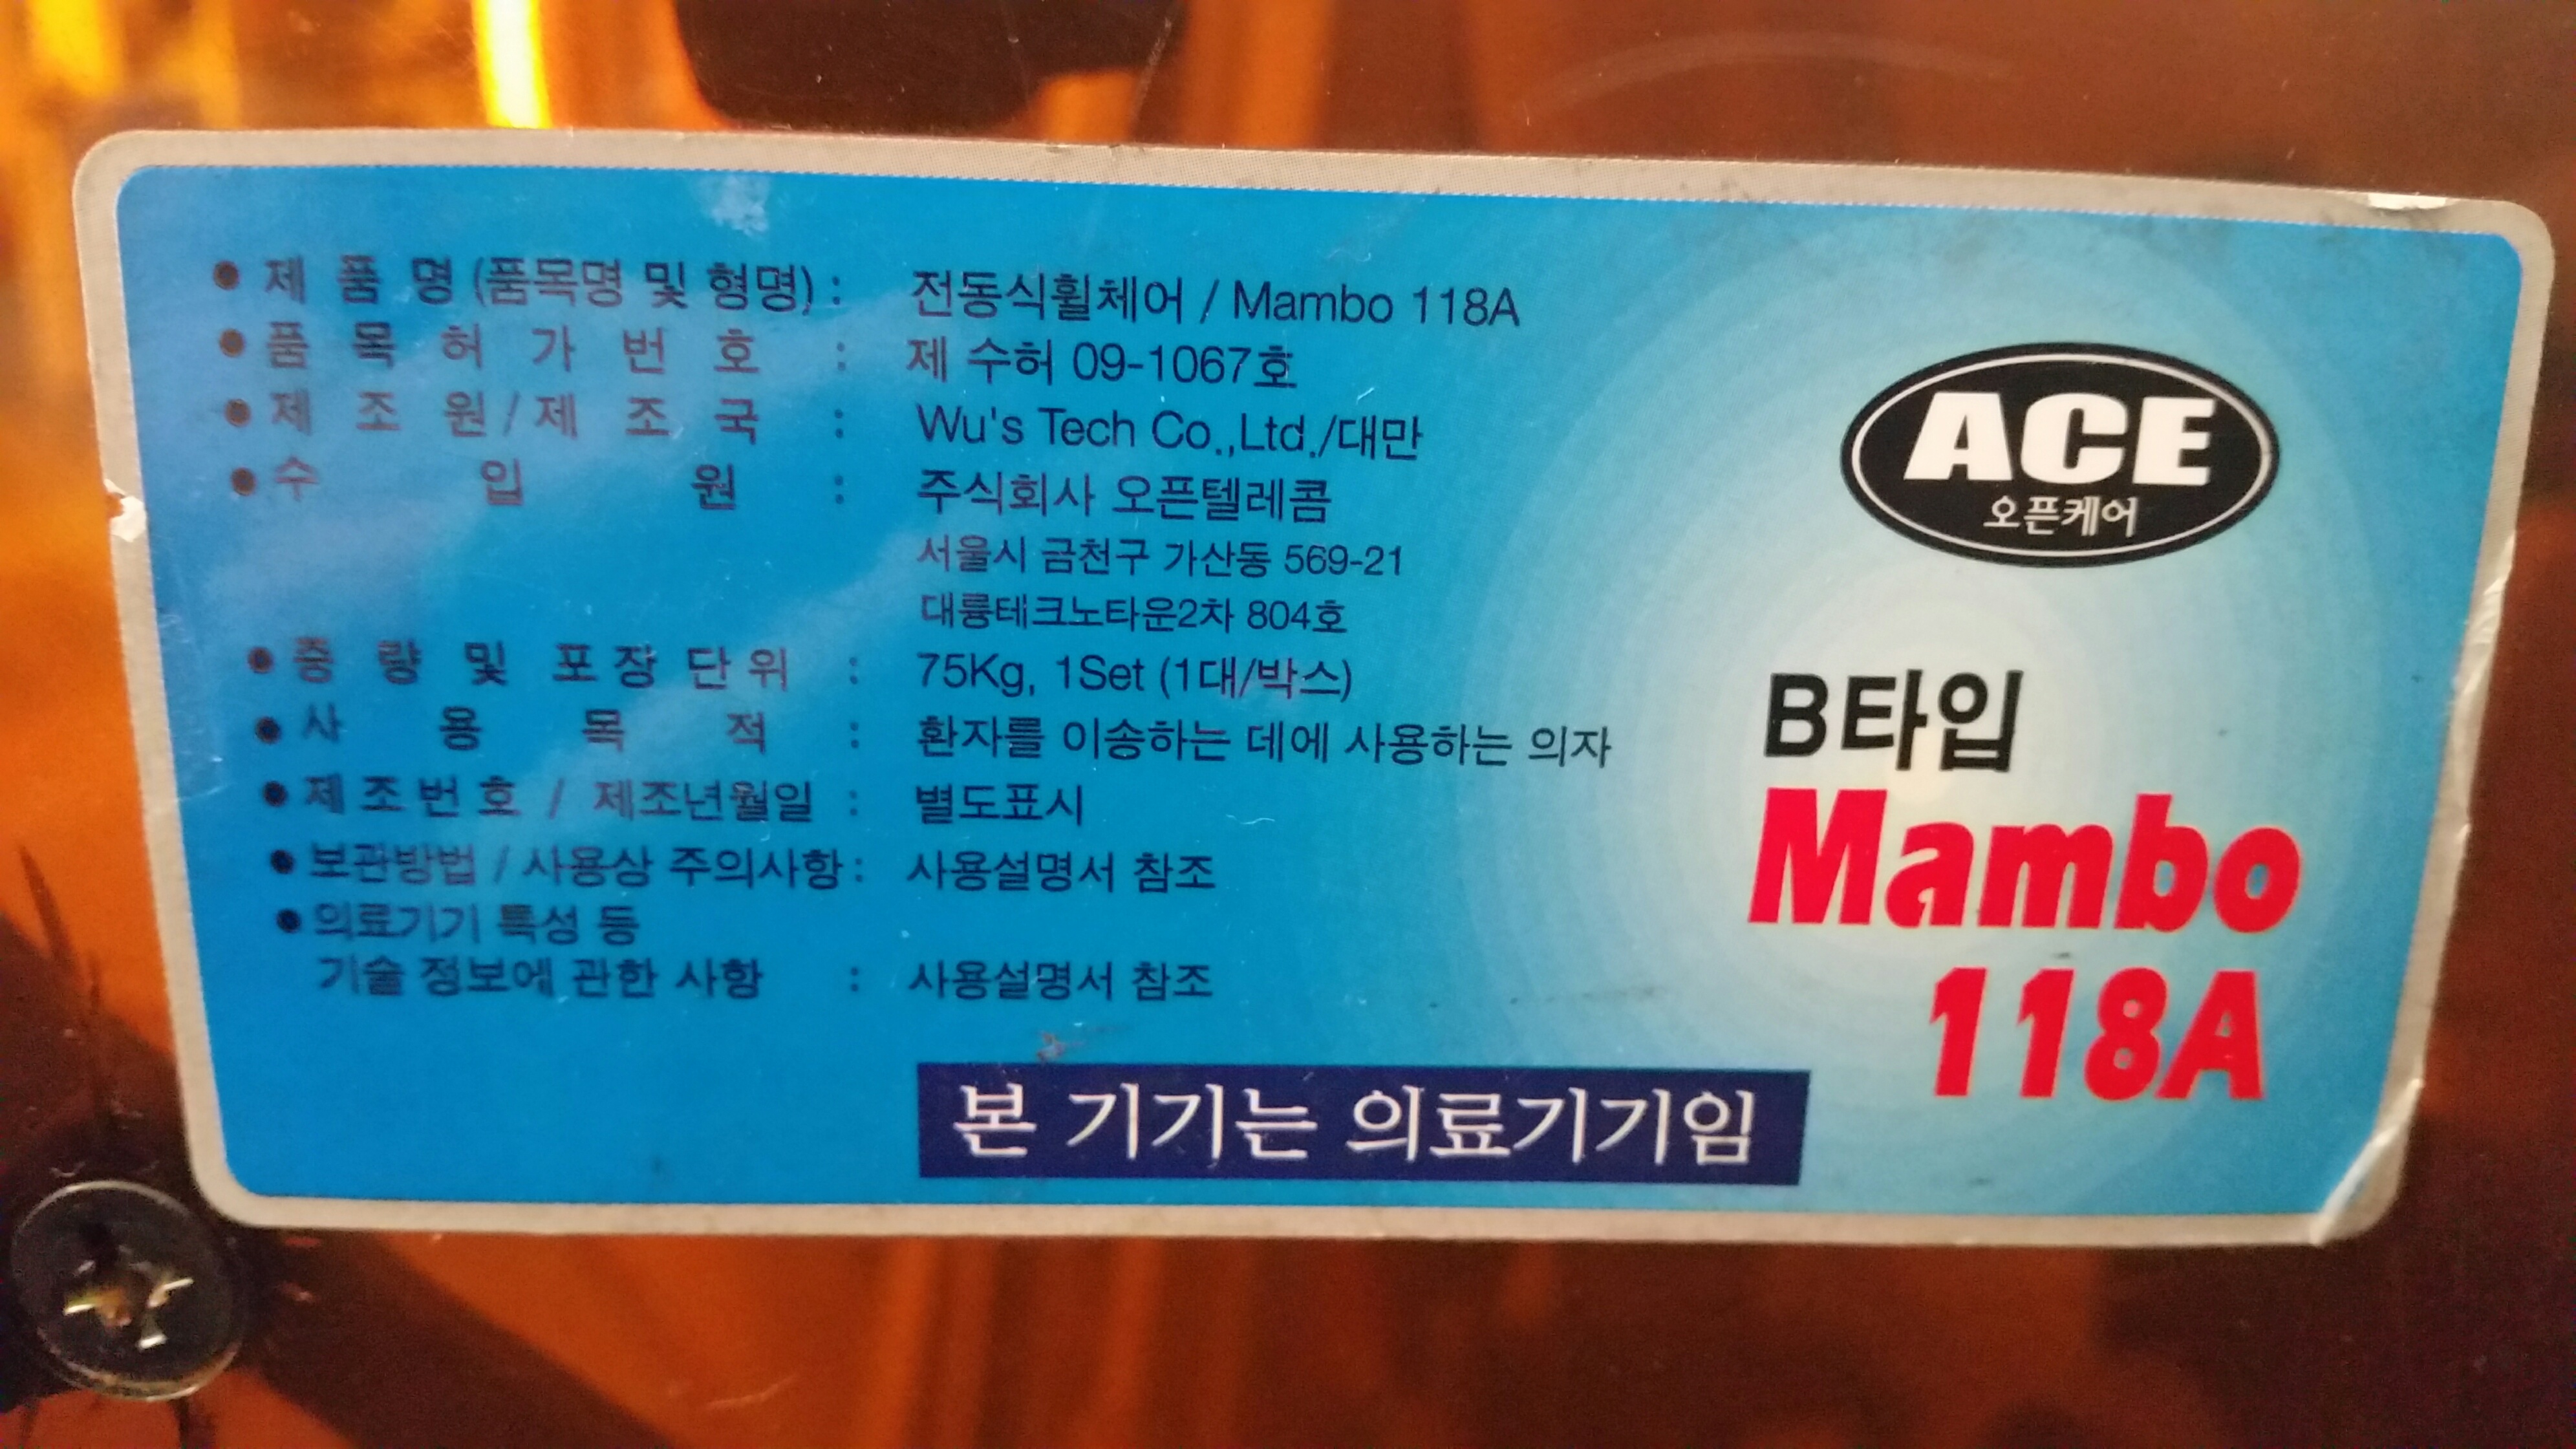 ● 제 품 명 (품목명 및 형명) : 전동식휠체어 / Mambo 118A
● 품 목 허 가 번 호 : 제 수허 09-1067호
● 제 조 원 / 제 조 국 : Wu's Tech Co.,Ltd./대만
● 수 입 원 : 주식회사 오픈텔레콤
서울시 금천구 가산동 569-21
대륭테크노타운2차 804호
● 중 량 및 포 장 단 위 : 75Kg, 1Set (1대/박스)
● 사 용 목 적 : 환자를 이송하는 데에 사용하는 의자
● 제 조 번 호 / 제조년월일 : 별도표시
● 보관방법 / 사용상 주의사항 : 사용설명서 참조
● 의료기기 특성 등
기술 정보에 관한 사항 : 사용설명서 참조
본 기기는 의료기기임
ACE
오픈케어
B타입
Mambo
118A